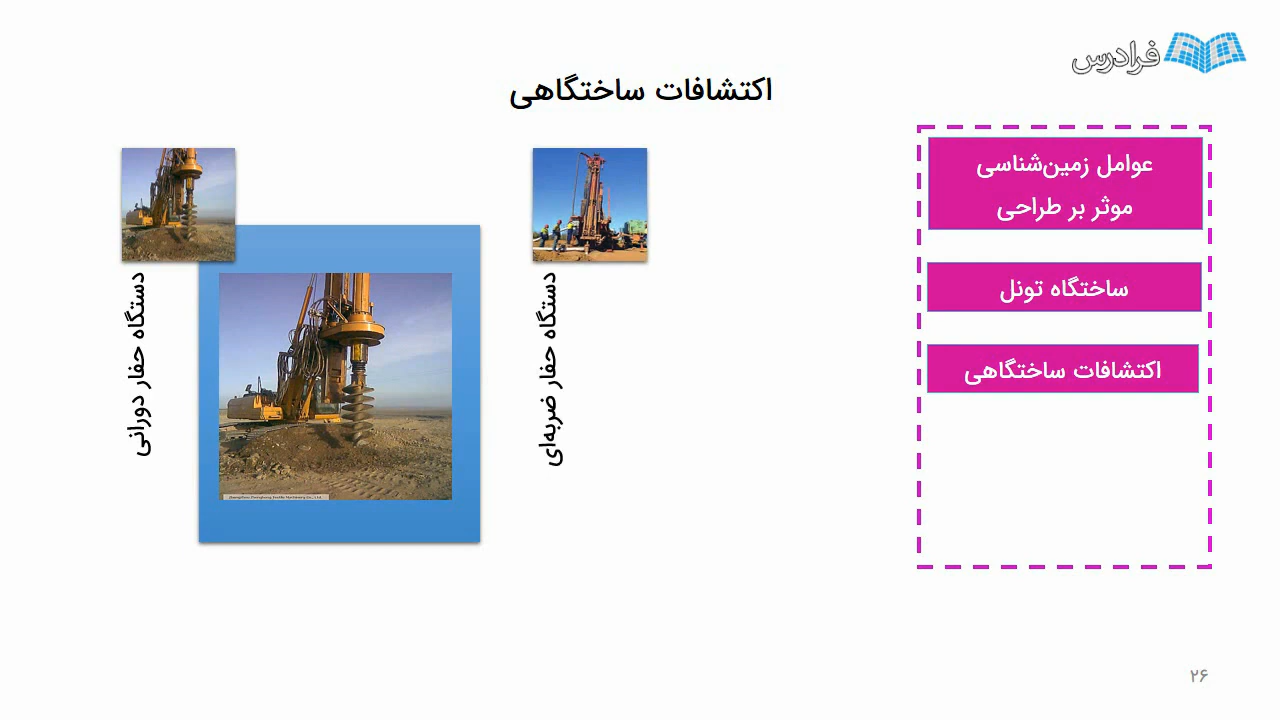 فرادرس
اکتشافات ساختگاهی
عوامل زمین‌شناسی
موثر بر طراحی
ساختگاه تونل
اکتشافات ساختگاهی
دستگاه حفار ضربه‌ای
دستگاه حفار دورانی
۲۶